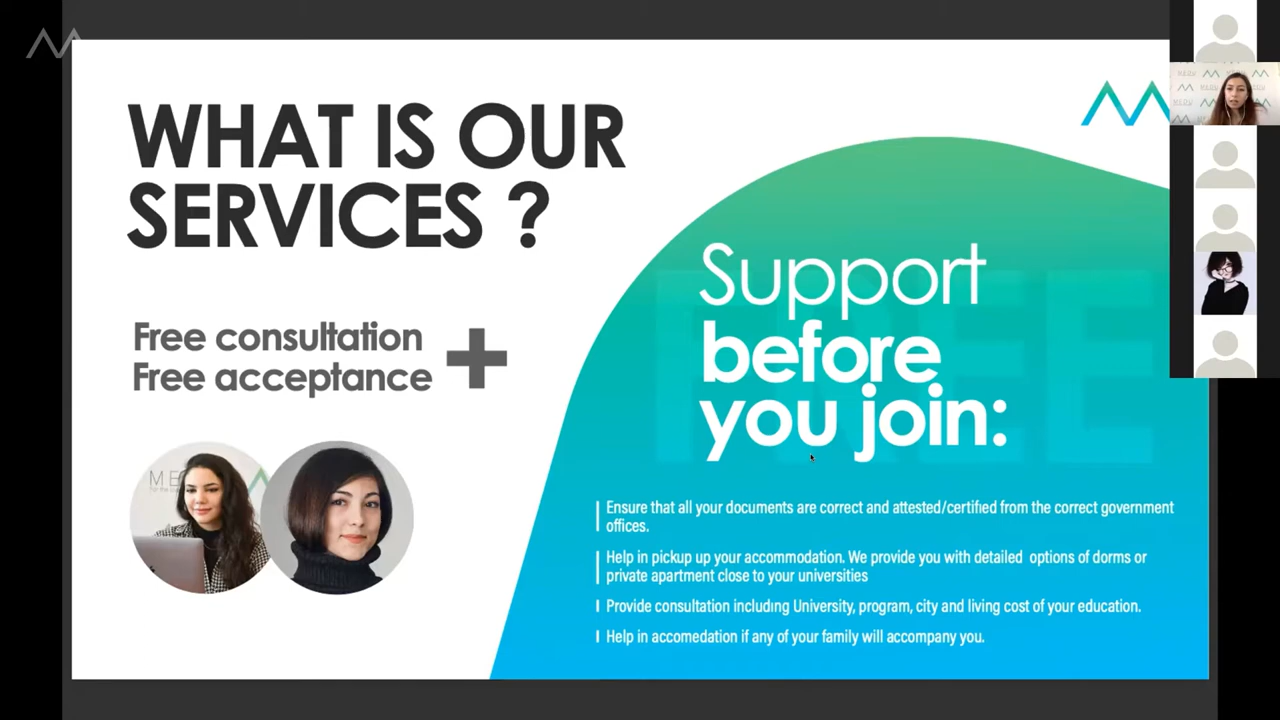 WHAT IS OUR
SERVICES ?
Free consultation
Free acceptance
+
Support
before
you join:
FREE
Ensure that all your documents are correct and attested/certified from the correct government
offices.
Help in pickup up your accommodation. We provide you with detailed options of dorms or
private apartment close to your universities
Provide consultation including University, program, city and living cost of your education.
Help in accomedation if any of your family will accompany you.